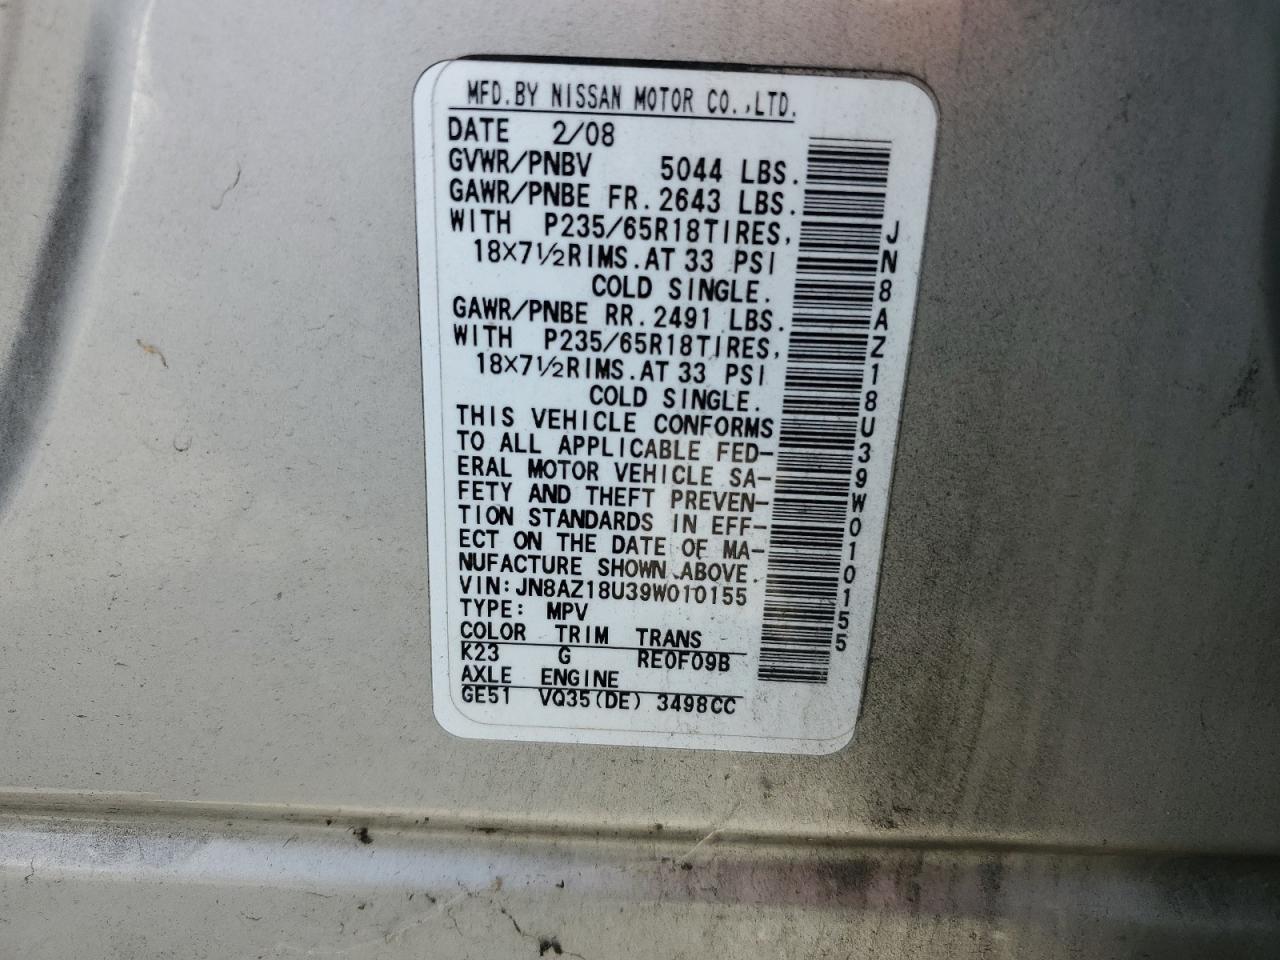 MFD.BY NISSAN MOTOR CO.,LTD.
DATE 2/08
GVWR/PNBV 5044 LBS.
GAWR/PNBE FR.2643 LBS.
WITH P235/65R18TIRES,
18×7½RIMS.AT 33 PSI
COLD SINGLE.
GAWR/PNBE RR.2491 LBS.
WITH P235/65R18TIRES,
18×7½RIMS.AT 33 PSI
COLD SINGLE.
THIS VEHICLE CONFORMS
TO ALL APPLICABLE FED-
ERAL MOTOR VEHICLE SA-
FETY AND THEFT PREVEN-
TION STANDARDS IN EFF-
ECT ON THE DATE OF MA-
NUFACTURE SHOWN ABOVE.
VIN:JN8AZ18U39W010155
TYPE: MPV
COLOR TRIM TRANS
K23 G RE0F09B
AXLE ENGINE
GE51 VQ35(DE) 3498CC
JN8AZ18U39W010155